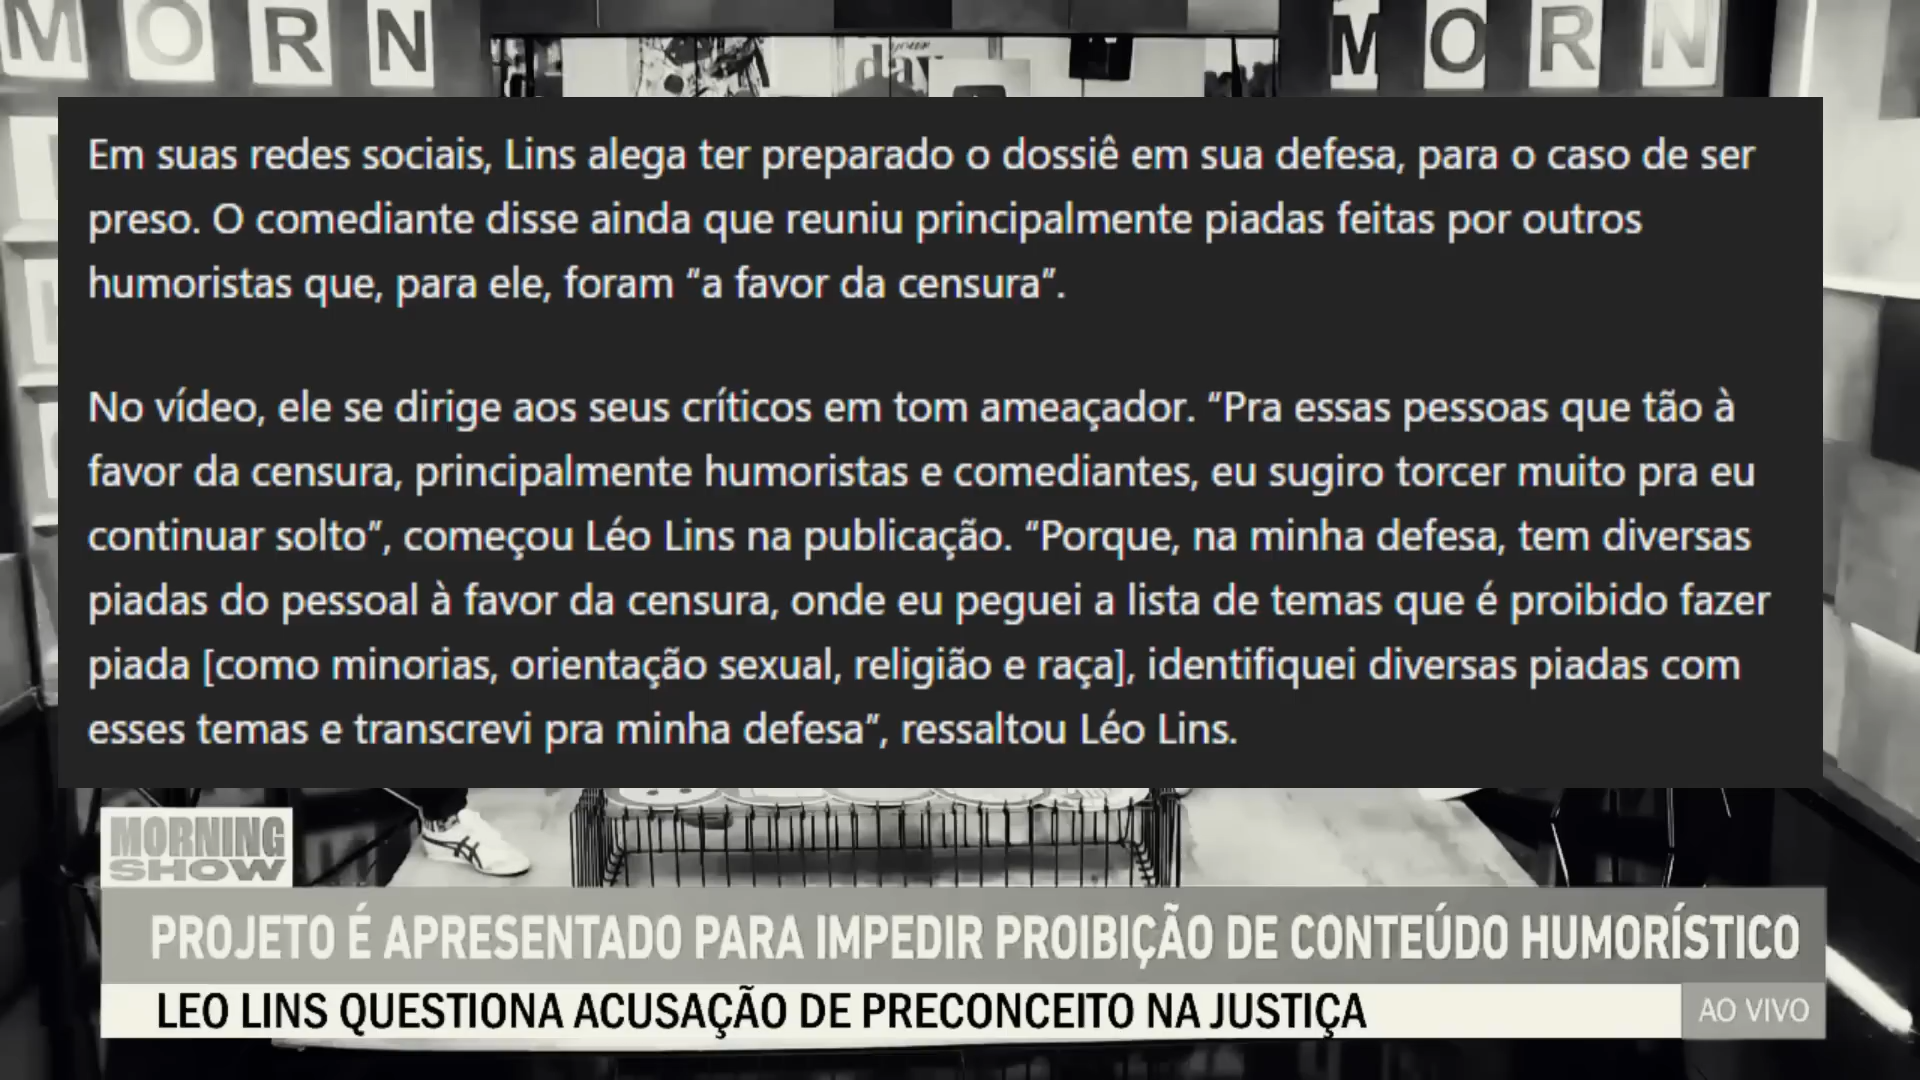 MORN
MORN
Em suas redes sociais, Lins alega ter preparado o dossiê em sua defesa, para o caso de ser
preso. O comediante disse ainda que reuniu principalmente piadas feitas por outros
humoristas que, para ele, foram “a favor da censura”.
No vídeo, ele se dirige aos seus críticos em tom ameaçador. “Pra essas pessoas que tão à
favor da censura, principalmente humoristas e comediantes, eu sugiro torcer muito pra eu
continuar solto”, começou Léo Lins na publicação. “Porque, na minha defesa, tem diversas
piadas do pessoal à favor da censura, onde eu peguei a lista de temas que é proibido fazer
piada [como minorias, orientação sexual, religião e raça], identifiquei diversas piadas com
esses temas e transcrevi pra minha defesa”, ressaltou Léo Lins.
MORNING
SHOW
PROJETO É APRESENTADO PARA IMPEDIR PROIBIÇÃO DE CONTEÚDO HUMORÍSTICO
LEO LINS QUESTIONA ACUSAÇÃO DE PRECONCEITO NA JUSTIÇA
AO VIVO